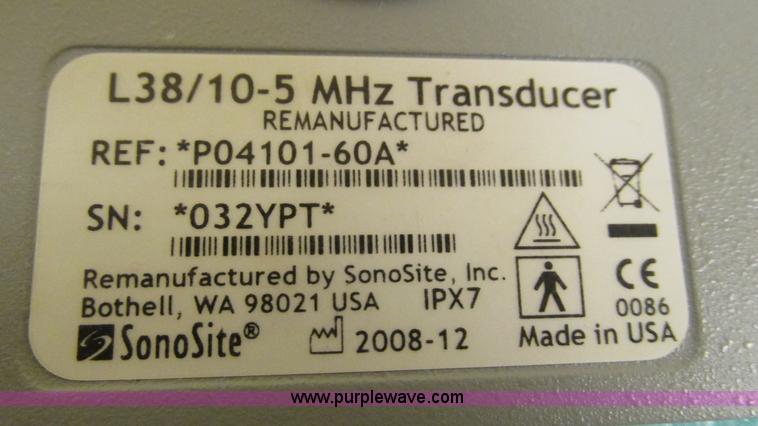 L38/10-5 MHz Transducer
REMANUFACTURED
REF: *P04101-60A*
SN: *032YPT*
Remanufactured by SonoSite, Inc.
Bothell, WA 98021 USA IPX7
CE
0086
SonoSite® 2008-12 Made in USA
www.purplewave.com